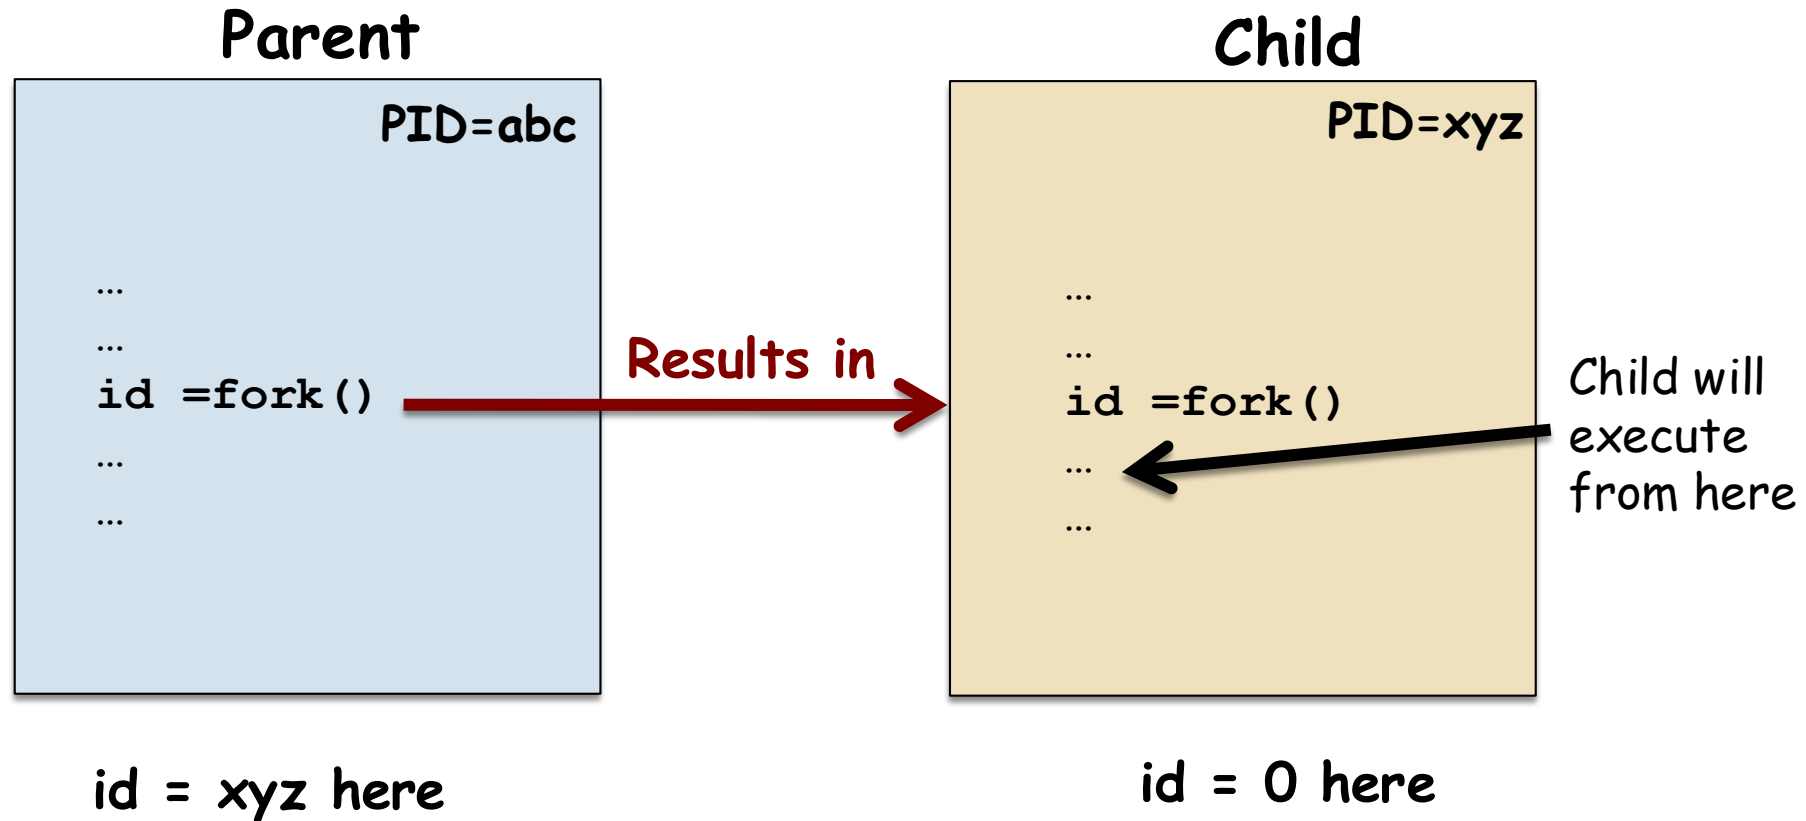 Parent
PID=abc
…
…
id =fork()
…
…
id = xyz here
Results in
Child
PID=xyz
…
…
id =fork()
…
…
id = 0 here
Child will
execute
from here